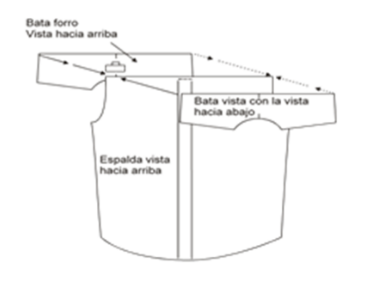 Bata forro
Vista hacia arriba
Bata vista con la vista
hacia abajo
Espalda vista
hacia arriba